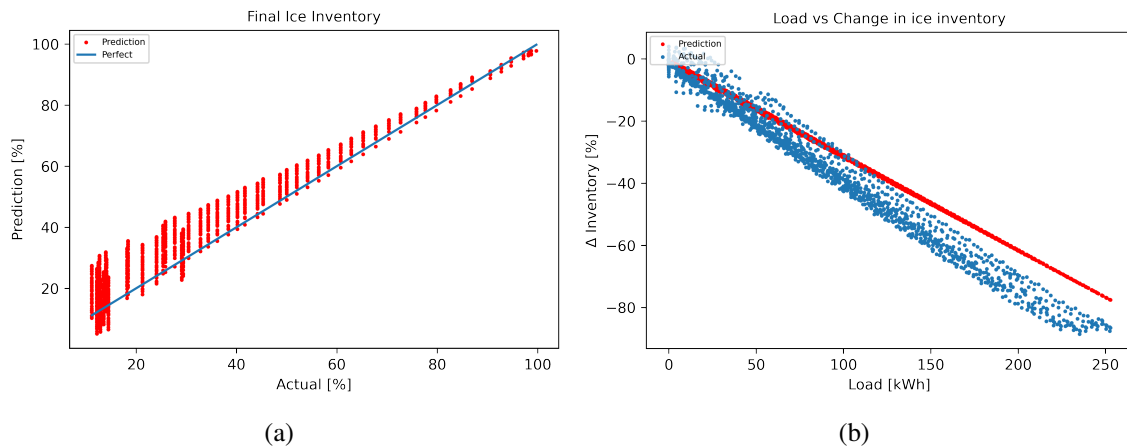 Final Ice Inventory
Prediction
Perfect
Prediction [%]
100
80
60
40
20
20
40
60
80
100
Actual [%]
(a)
Load vs Change in ice inventory
Prediction
Actual
Δ Inventory [%]
0
−20
−40
−60
−80
0
50
100
150
200
250
Load [kWh]
(b)